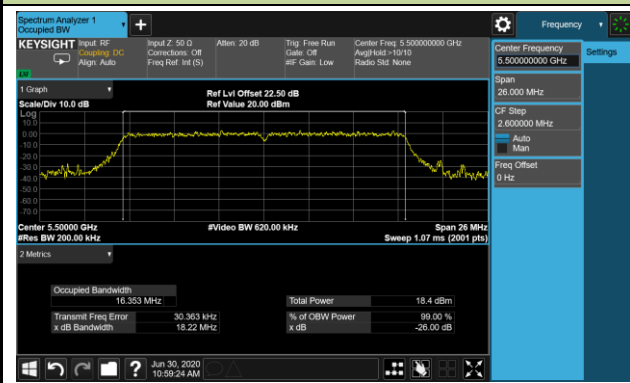 Spectrum Analyzer 1
Occupied BW
Frequency
KEYSIGHT
Input: RF
Coupling: DC
Align: Auto
Input Z: 50 Ω
Corrections: Off
Freq Ref: Int (S)
Atten: 20 dB
Trig: Free Run
Gate: Off
#IF Gain: Low
Center Freq: 5.500000000 GHz
Avg|Hold >10/10
Radio Std: None
Center Frequency
5.50000000 GHz
Settings
Span
26.000 MHz
CF Step
2.600000 MHz
Auto
Man
Freq Offset
0 Hz
1 Graph
Scale/Div 10.0 dB
Ref Lvl Offset 22.50 dB
Ref Value 20.00 dBm
Log
10.0
0.00
-10.0
-20.0
-30.0
-40.0
-50.0
-60.0
-70.0
Center 5.50000 GHz
#Res BW 200.00 kHz
#Video BW 620.00 kHz
Span 26 MHz
Sweep 1.07 ms (2001 pts)
2 Metrics
Occupied Bandwidth
16.353 MHz
Total Power 18.4 dBm
Transmit Freq Error 30.363 kHz
% of OBW Power 99.00 %
x dB Bandwidth 18.22 MHz
x dB -26.00 dB
?
Jun 30, 2020
10:59:24 AM